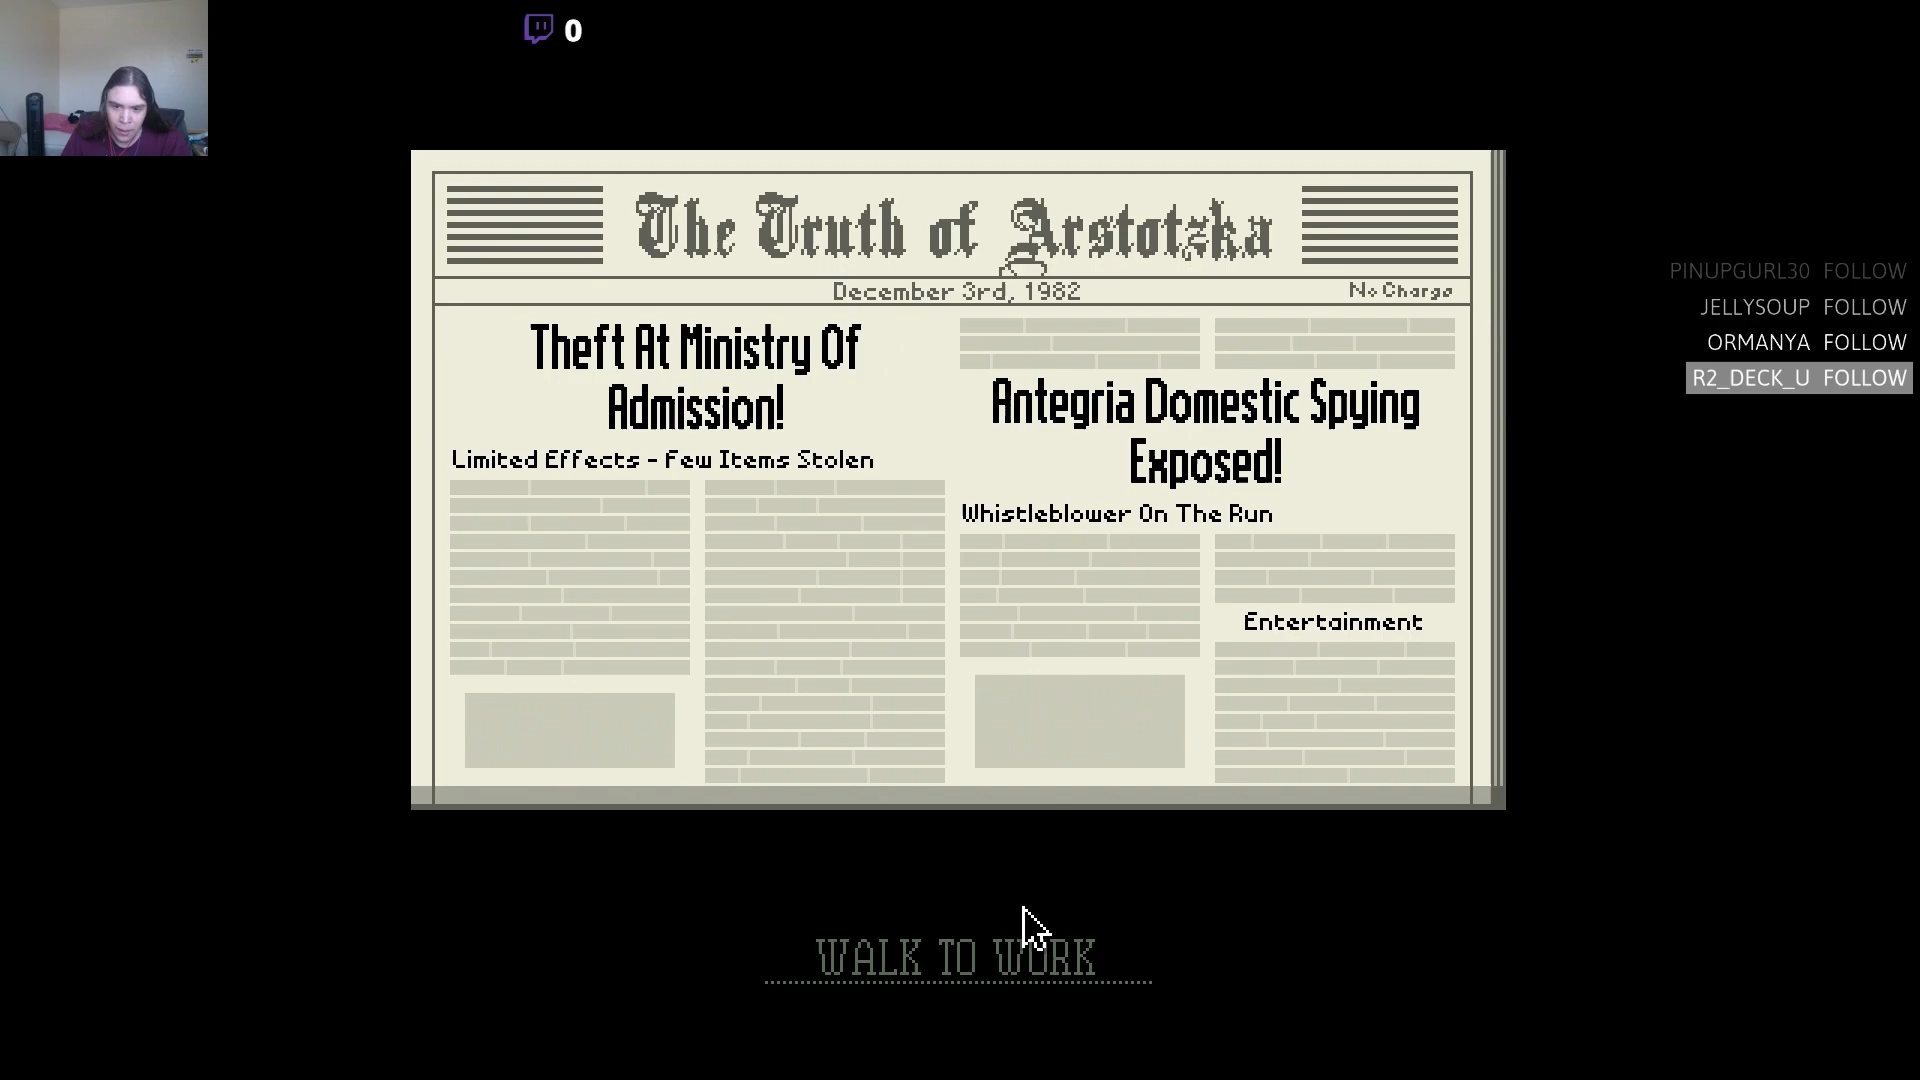 0
The Truth of Arstotzka
December 3rd, 1982
No Charge
Theft At Ministry Of
Admission!
Limited Effects - Few Items Stolen
Antegria Domestic Spying
Exposed!
Whistleblower On The Run
Entertainment
WALK TO WORK
PINUPGURL30 FOLLOW
JELLYSOUP FOLLOW
ORMANYA FOLLOW
R2_DECK_U FOLLOW